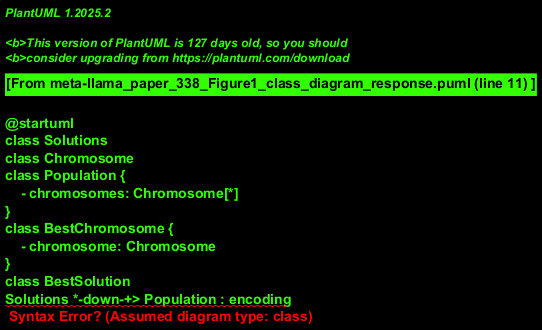 PlantUML 1.2025.2
<b>This version of PlantUML is 127 days old, so you should
<b>consider upgrading from https://plantuml.com/download
[From meta-llama_paper_338_Figure1_class_diagram_response.puml (line 11) ]
@startuml
class Solutions
class Chromosome
class Population {
- chromosomes: Chromosome[*]
}
class BestChromosome {
- chromosome: Chromosome
}
class BestSolution
Solutions *-down-+> Population : encoding
Syntax Error? (Assumed diagram type: class)